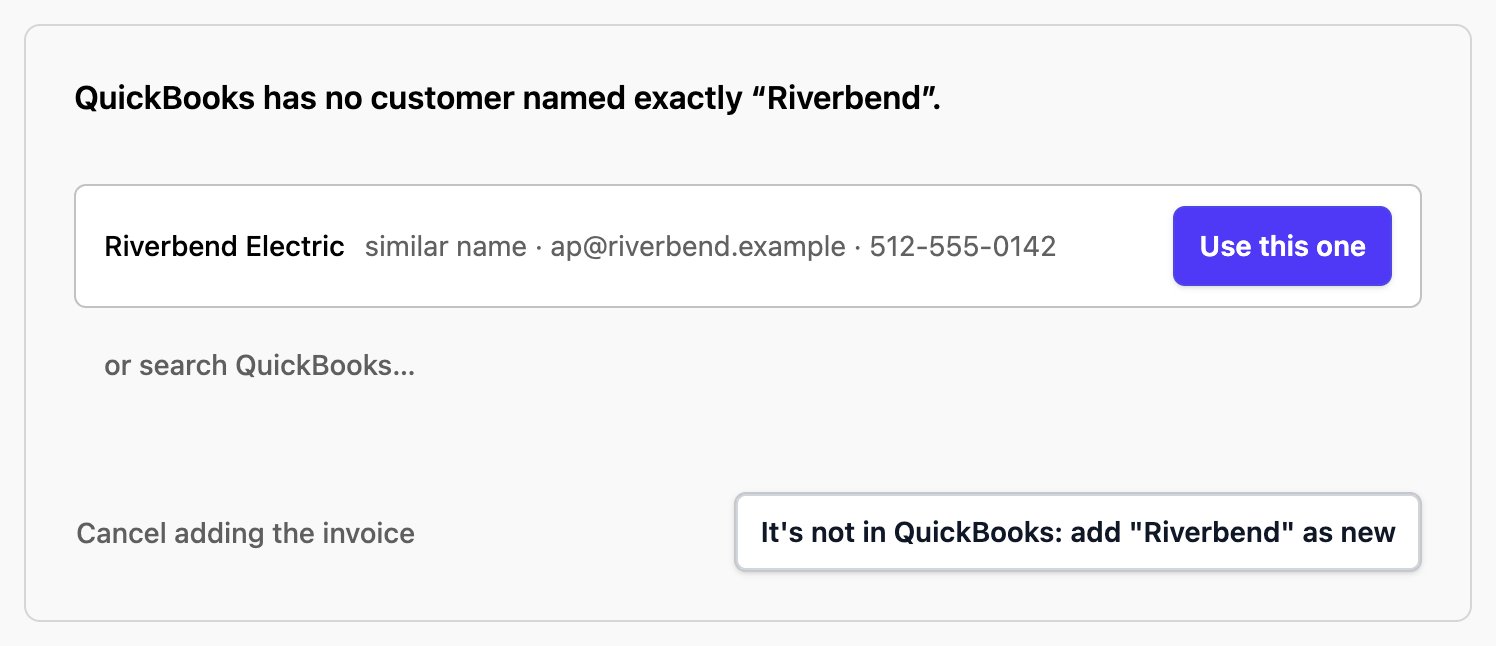 QuickBooks has no customer named exactly “Riverbend”.
Riverbend Electric similar name · ap@riverbend.example · 512-555-0142 Use this one
or search QuickBooks...
Cancel adding the invoice It's not in QuickBooks: add "Riverbend" as new